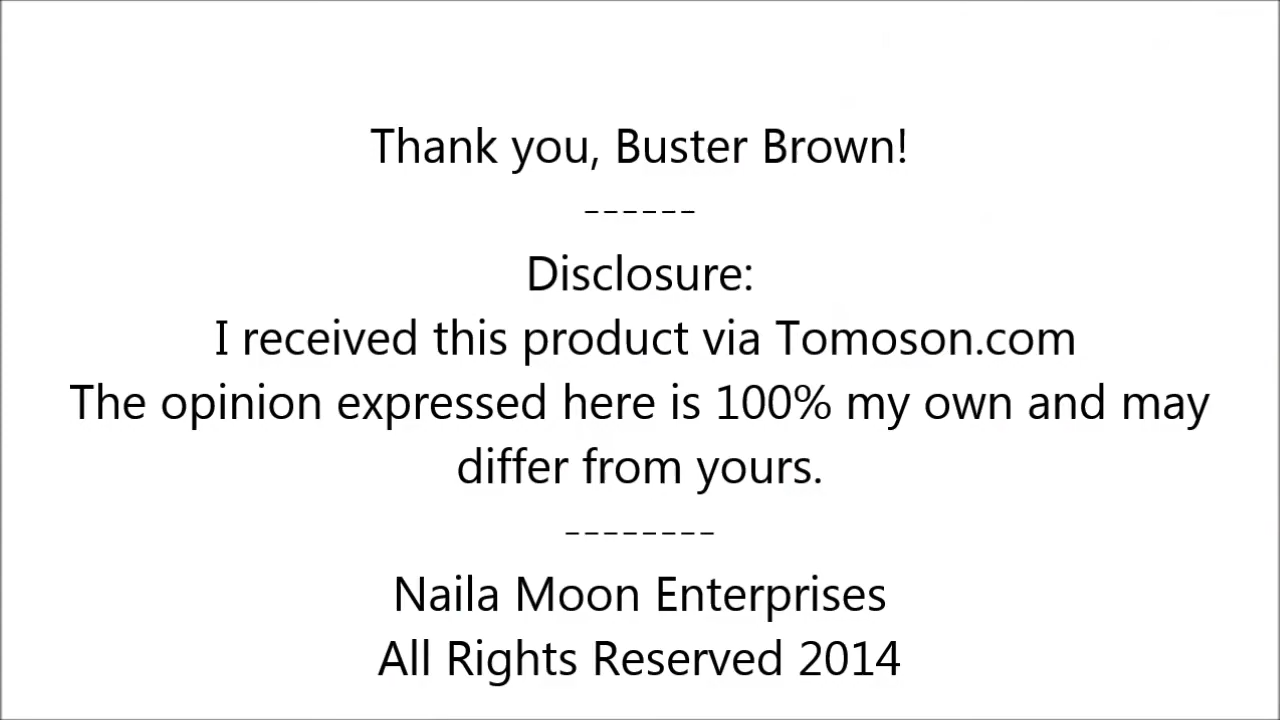 Thank you, Buster Brown!
------
Disclosure:
I received this product via Tomoson.com
The opinion expressed here is 100% my own and may
differ from yours.
--------
Naila Moon Enterprises
All Rights Reserved 2014